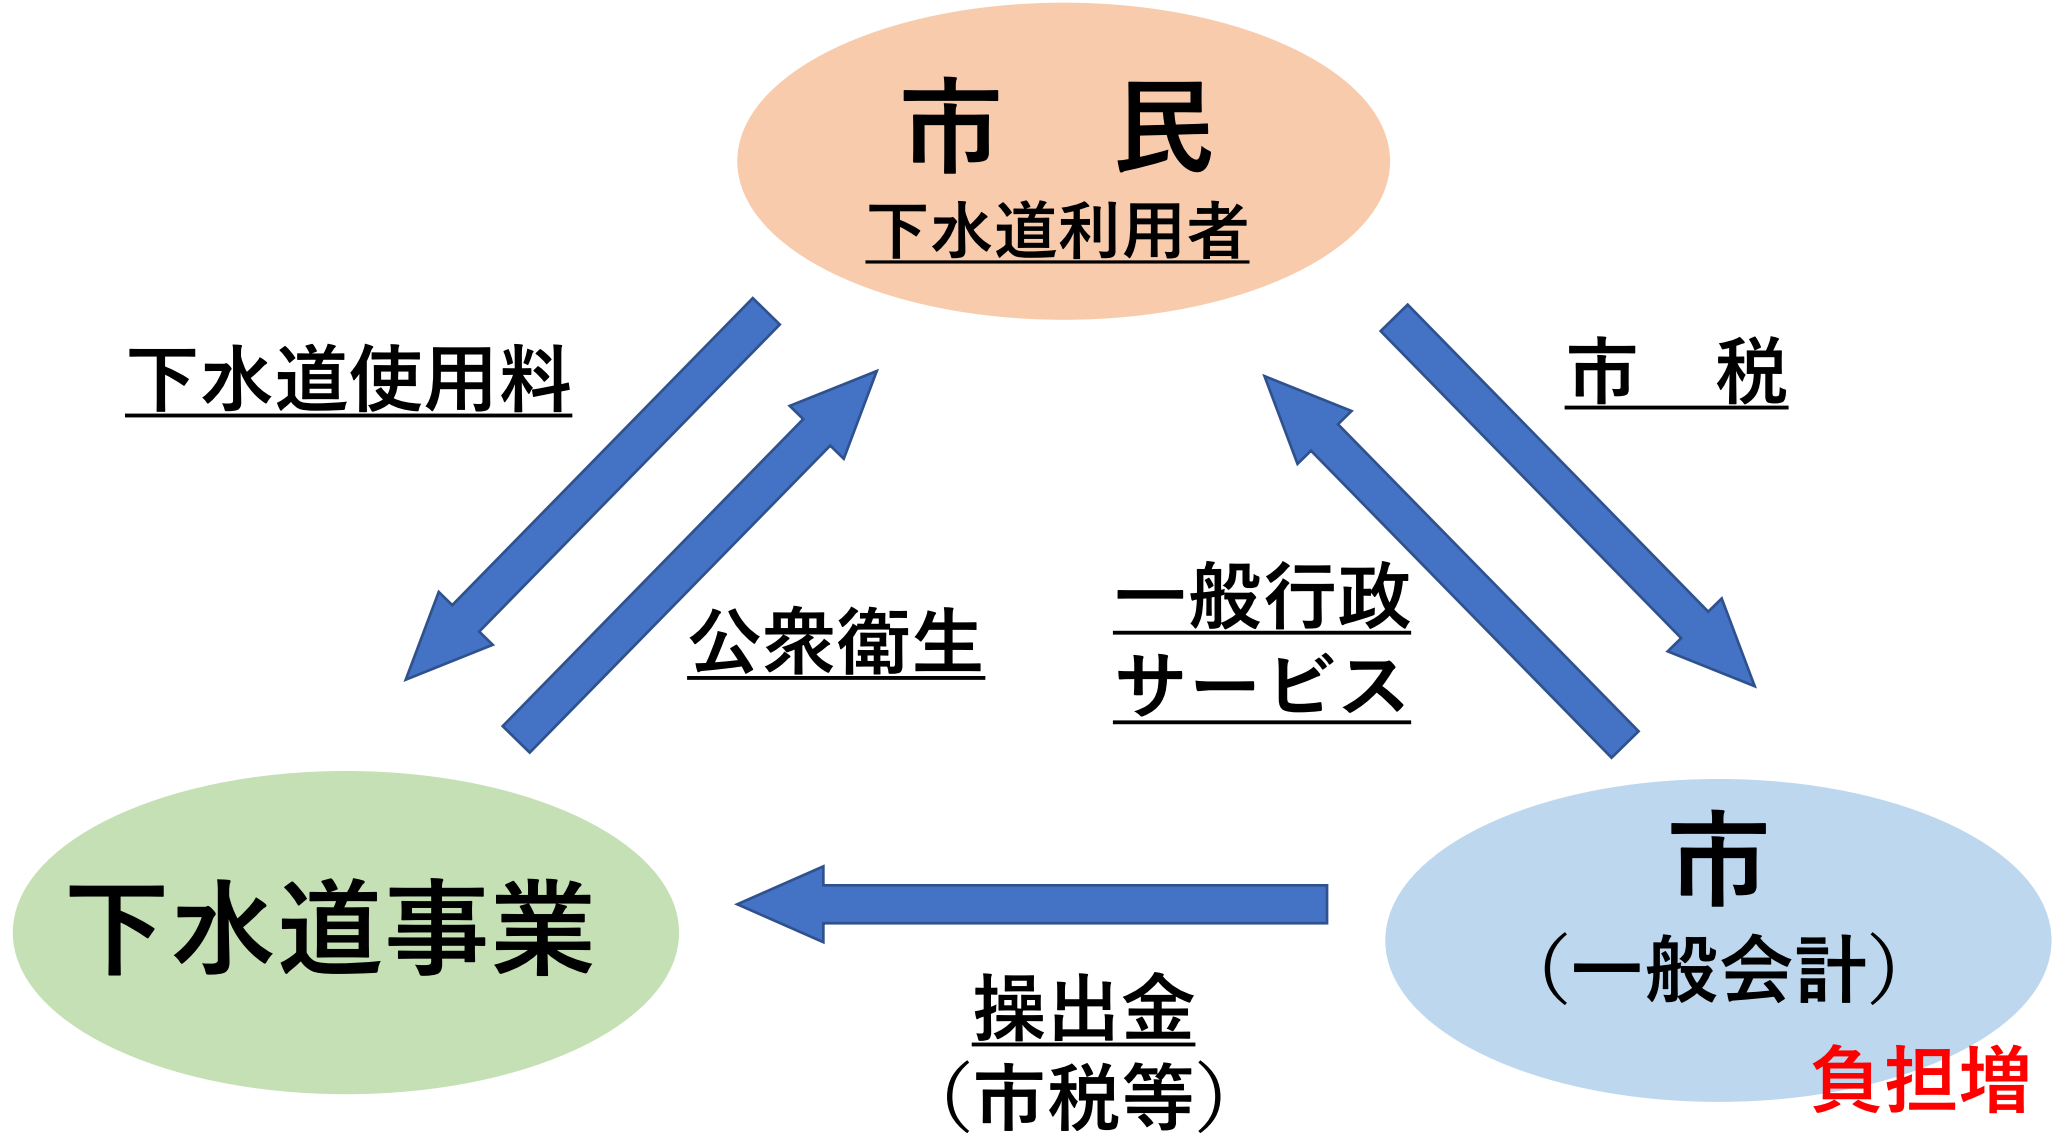 市　民
下水道利用者
下水道使用料
市　税
公衆衛生
一般行政
サービス
下水道事業
市
（一般会計）
負担増
操出金
（市税等）